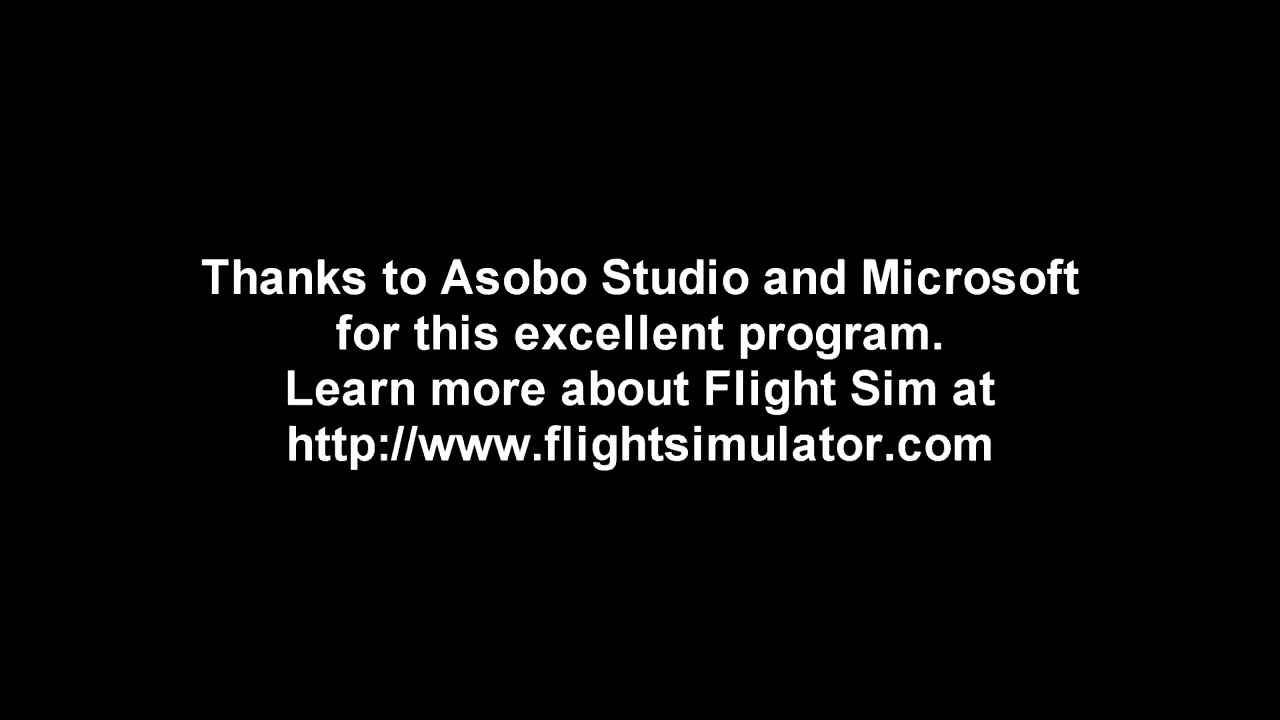 Thanks to Asobo Studio and Microsoft
for this excellent program.
Learn more about Flight Sim at
http://www.flightsimulator.com